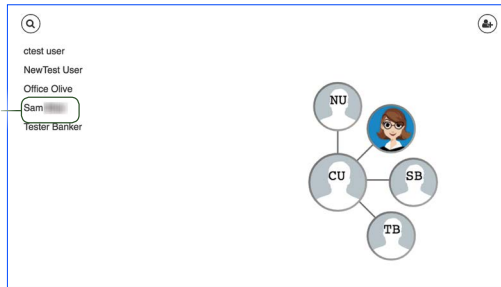 ctest user
NewTest User
Office Olive
Sam
Tester Banker
NU
CU
SB
TB